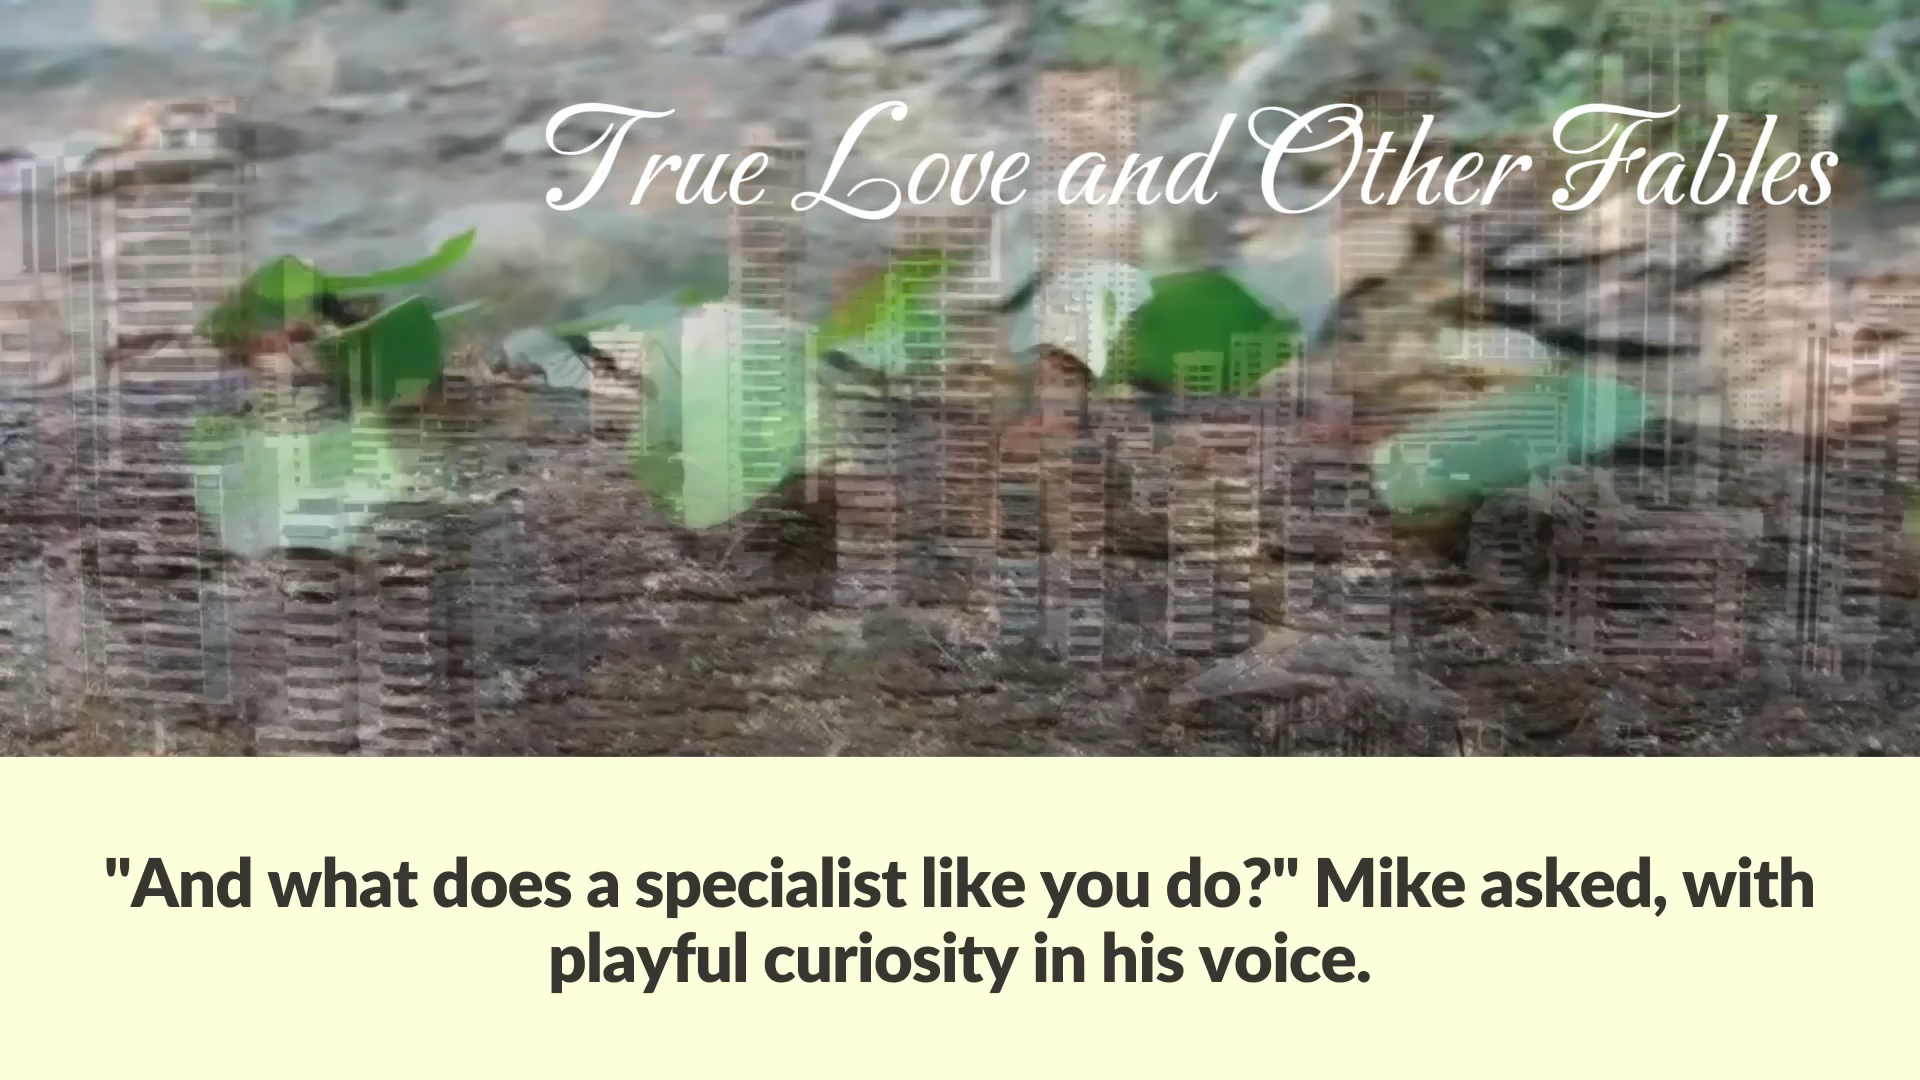 True Love and Other Fables
"And what does a specialist like you do?" Mike asked, with
playful curiosity in his voice.